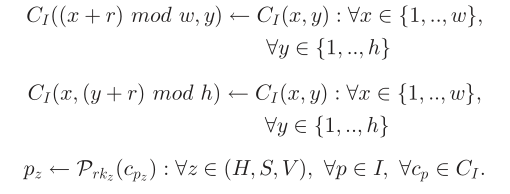 C_I((x + r) mod w, y) ← C_I(x, y) : ∀x ∈ {1, .., w},
∀y ∈ {1, .., h}
C_I(x, (y + r) mod h) ← C_I(x, y) : ∀x ∈ {1, .., w},
∀y ∈ {1, .., h}
p_z ← 𝒫_{rk_z}(c_{p_z}) : ∀z ∈ (H, S, V), ∀p ∈ I, ∀c_p ∈ C_I.